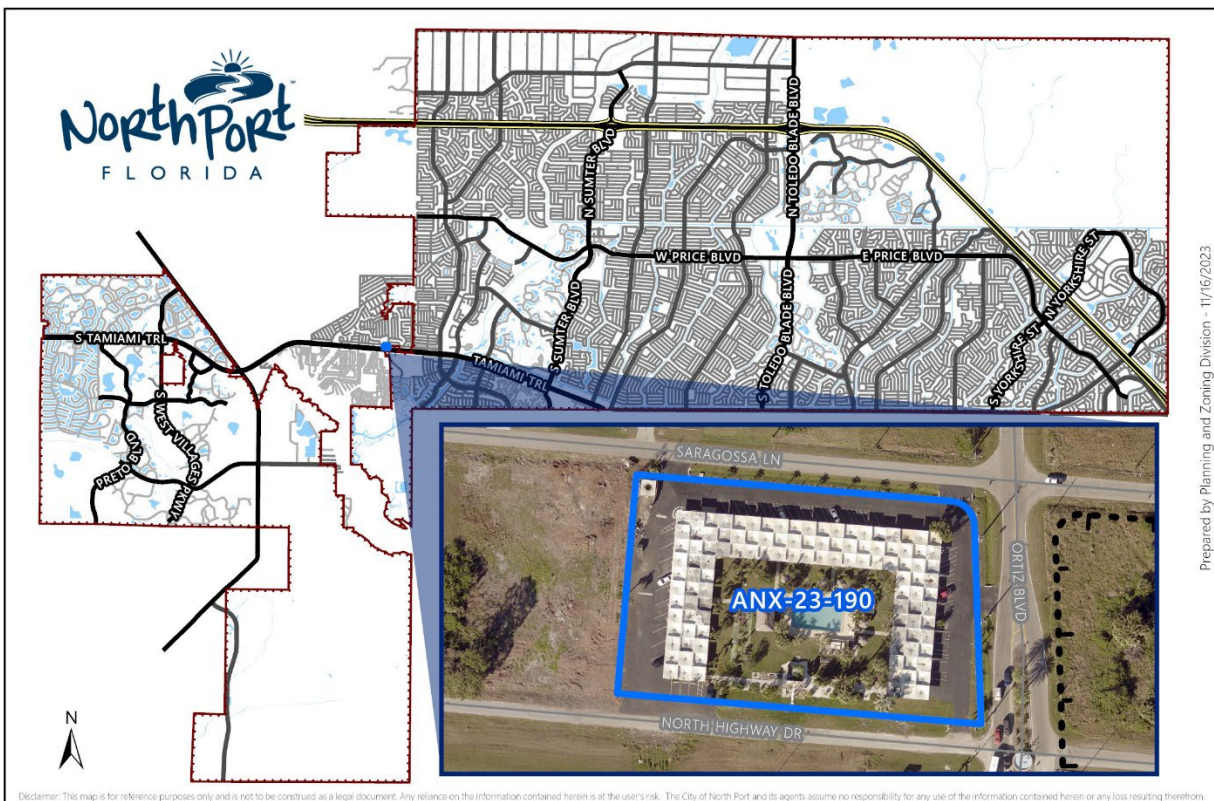 North Port
FLORIDA
N SUMTER BLVD
N TOLEDO BLADE BLVD
W PRICE BLVD
E PRICE BLVD
N YORKSHIRE ST
S TAMIAMI TRL
TAMIAMI TRL
S SUMTER BLVD
S TOLEDO BLADE BLVD
S YORKSHIRE ST
S WEST VILLAGES PKWY
PRETO BLVD
SARAGOSSA LN
ORTIZ BLVD
ANX-23-190
NORTH HIGHWAY DR
N
Prepared by Planning and Zoning Division - 11/16/2023
Disclaimer: This map is for reference purposes only and is not to be construed as a legal document. Any reliance on the information contained herein is at the user's risk. The City of North Port and its agents assume no responsibility for any use of the information contained herein or any loss resulting therefrom.